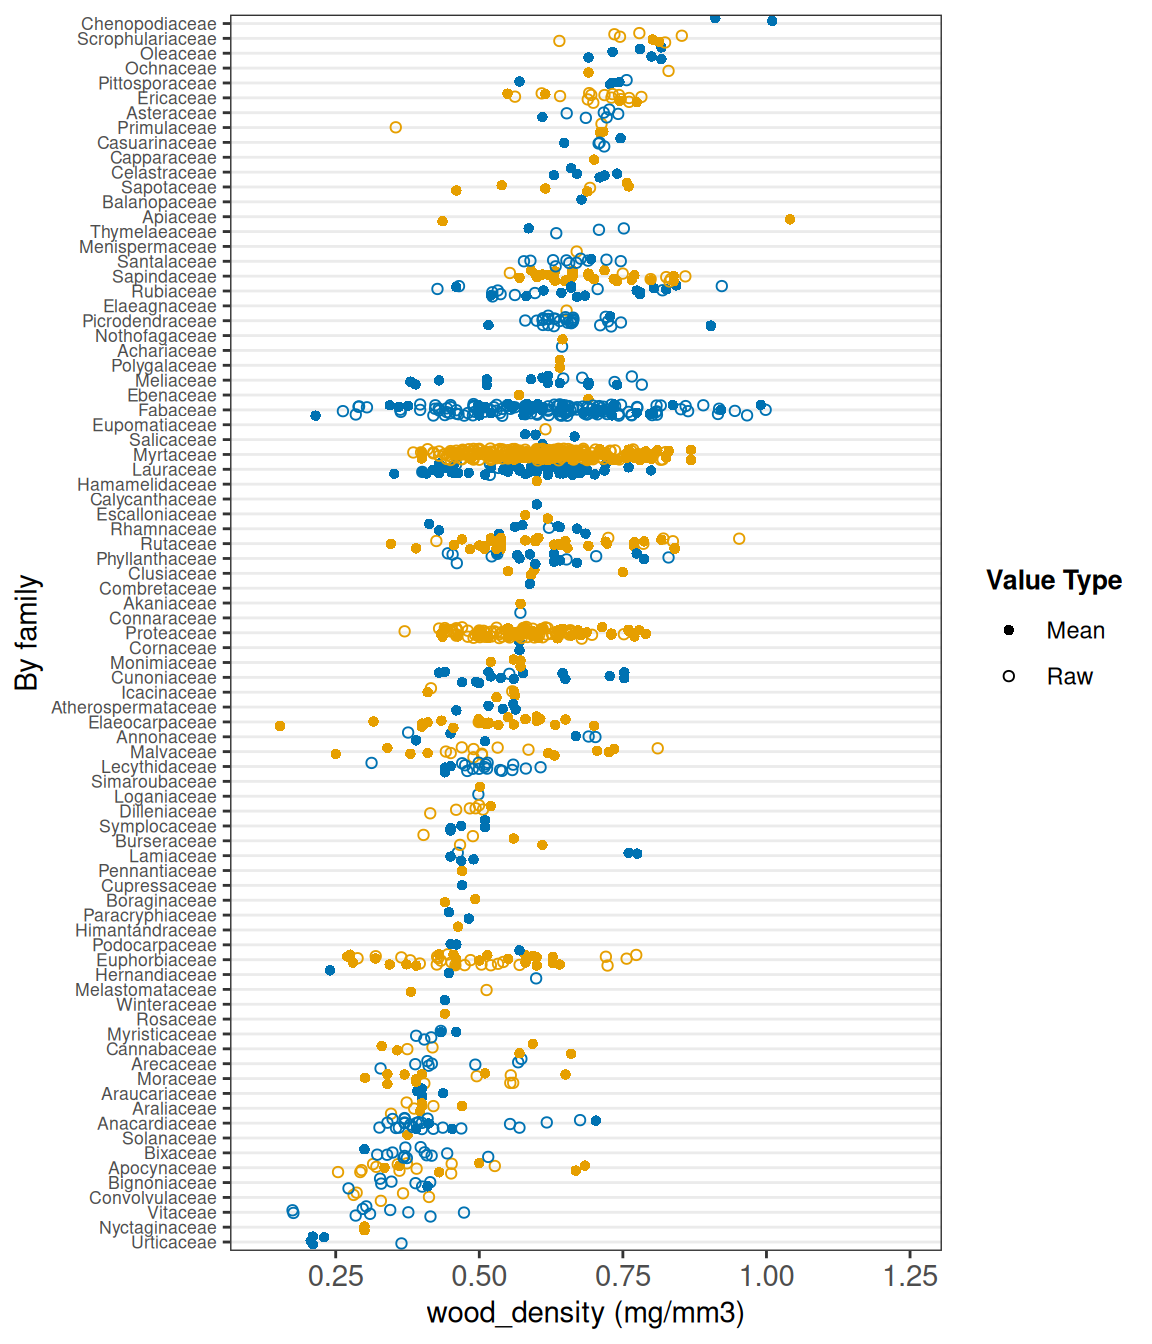 Chenopodiaceae
Scrophulariaceae
Oleaceae
Ochnaceae
Pittosporaceae
Ericaceae
Asteraceae
Primulaceae
Casuarinaceae
Capparaceae
Celastraceae
Sapotaceae
Balanopaceae
Apiaceae
Thymelaeaceae
Menispermaceae
Santalaceae
Sapindaceae
Rubiaceae
Elaeagnaceae
Picrodendraceae
Nothofagaceae
Achariaceae
Polygalaceae
Meliaceae
Ebenaceae
Fabaceae
Eupomatiaceae
Salicaceae
Myrtaceae
Lauraceae
Hamamelidaceae
Calycanthaceae
Escalloniaceae
Rhamnaceae
Rutaceae
Phyllanthaceae
Clusiaceae
Combretaceae
Akaniaceae
Connaraceae
Proteaceae
Cornaceae
Monimiaceae
Cunoniaceae
Icacinaceae
Atherospermataceae
Elaeocarpaceae
Annonaceae
Malvaceae
Lecythidaceae
Simaroubaceae
Loganiaceae
Dilleniaceae
Symplocaceae
Burseraceae
Lamiaceae
Pennantiaceae
Cupressaceae
Boraginaceae
Paracryphiaceae
Himantandraceae
Podocarpaceae
Euphorbiaceae
Hernandiaceae
Melastomataceae
Winteraceae
Rosaceae
Myristicaceae
Cannabaceae
Arecaceae
Moraceae
Araucariaceae
Araliaceae
Anacardiaceae
Solanaceae
Bixaceae
Apocynaceae
Bignoniaceae
Convolvulaceae
Vitaceae
Nyctaginaceae
Urticaceae
By family
0.25 0.50 0.75 1.00 1.25
wood_density (mg/mm3)
Value Type
Mean
Raw